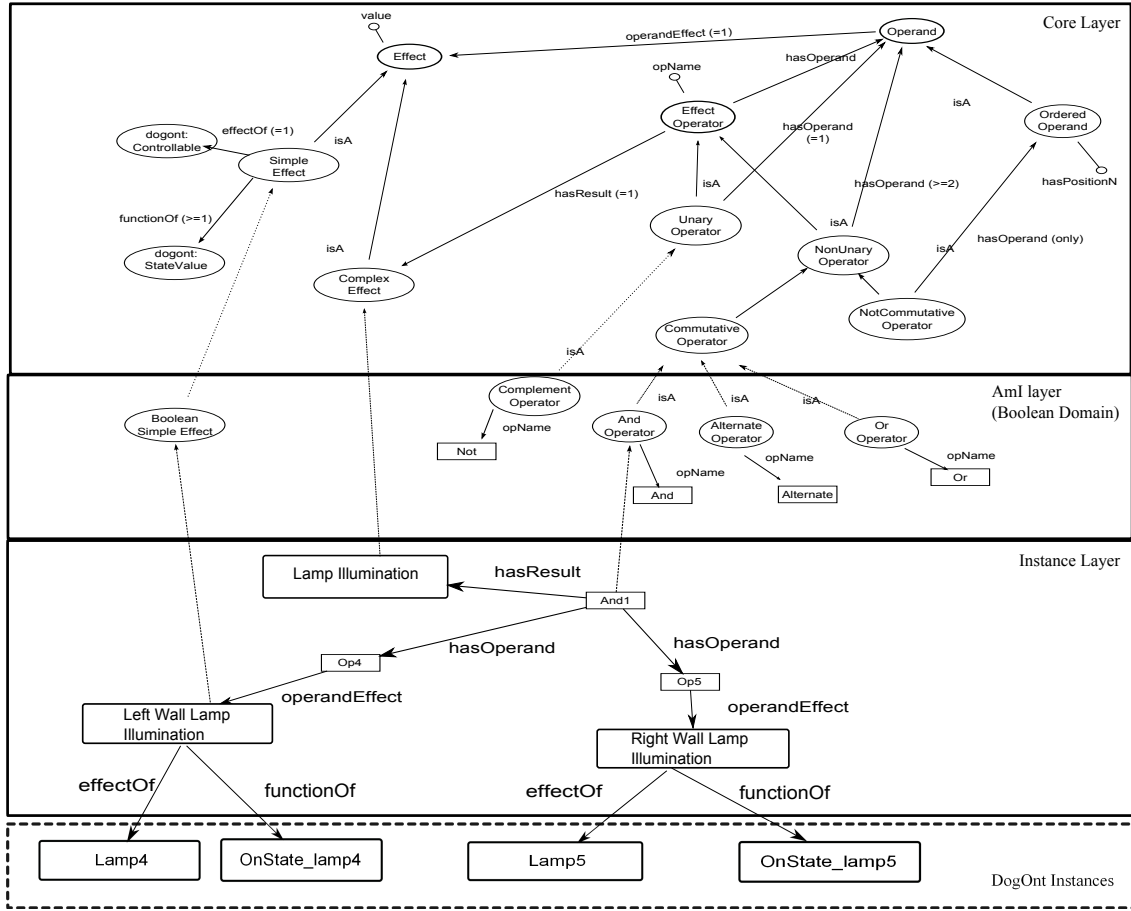 value
Core Layer
operandEffect (=1)
Operand
Effect
hasOperand
opName
dogont:
Controllable
effectOf (=1)
isA
Simple
Effect
Effect
Operator
isA
Ordered
Operand
hasOperand
(=1)
hasPositionN
functionOf (>=1)
hasResult (=1)
isA
hasOperand (>=2)
Unary
Operator
isA
dogont:
StateValue
isA
Complex
Effect
NonUnary
Operator
isA
hasOperand (only)
NotCommutative
Operator
Commutative
Operator
isA
AmI layer
(Boolean Domain)
Complement
Operator
opName
Not
isA
isA
isA
Boolean
Simple Effect
And
Operator
Alternate
Operator
Or
Operator
opName
opName
opName
And
Alternate
Or
Instance Layer
Lamp Illumination
hasResult
And1
hasOperand
hasOperand
Op4
Op5
operandEffect
operandEffect
Left Wall Lamp
Illumination
Right Wall Lamp
Illumination
effectOf
functionOf
effectOf
functionOf
Lamp4
OnState_lamp4
Lamp5
OnState_lamp5
DogOnt Instances